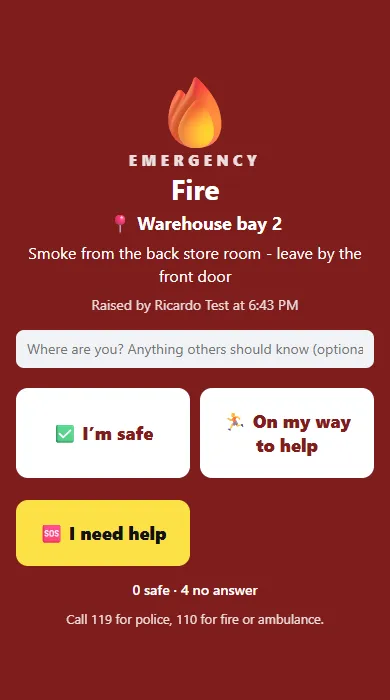 EMERGENCY
Fire
📍 Warehouse bay 2
Smoke from the back store room - leave by the
front door
Raised by Ricardo Test at 6:43 PM
Where are you? Anything others should know (optiona
✅ I'm safe
🏃 On my way
to help
🆘 I need help
0 safe · 4 no answer
Call 119 for police, 110 for fire or ambulance.